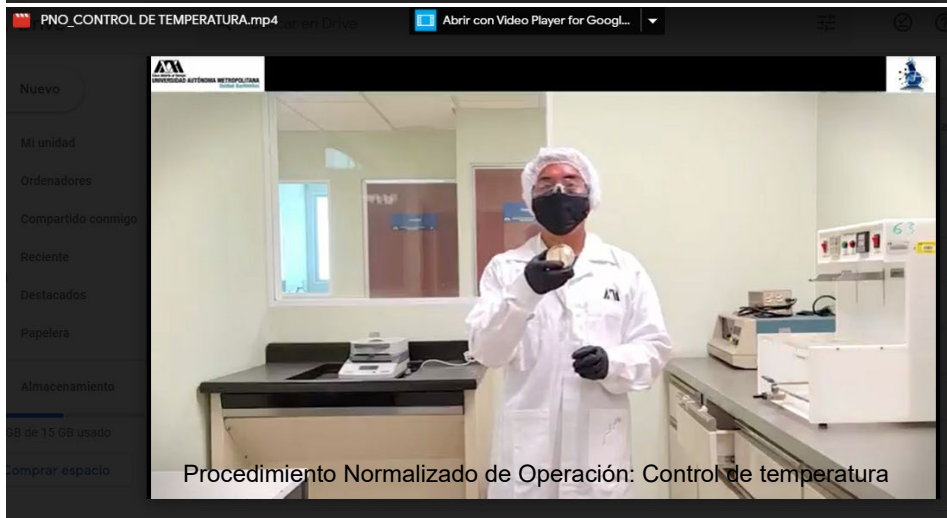 PNO_CONTROL DE TEMPERATURA.mp4
Abrir con Video Player for Googl...
Nuevo
Mi unidad
Ordenadores
Compartido conmigo
Reciente
Destacados
Papelera
Almacenamiento
GB de 15 GB usado
Comprar espacio
UNIVERSIDAD AUTÓNOMA METROPOLITANA
63
Procedimiento Normalizado de Operación: Control de temperatura